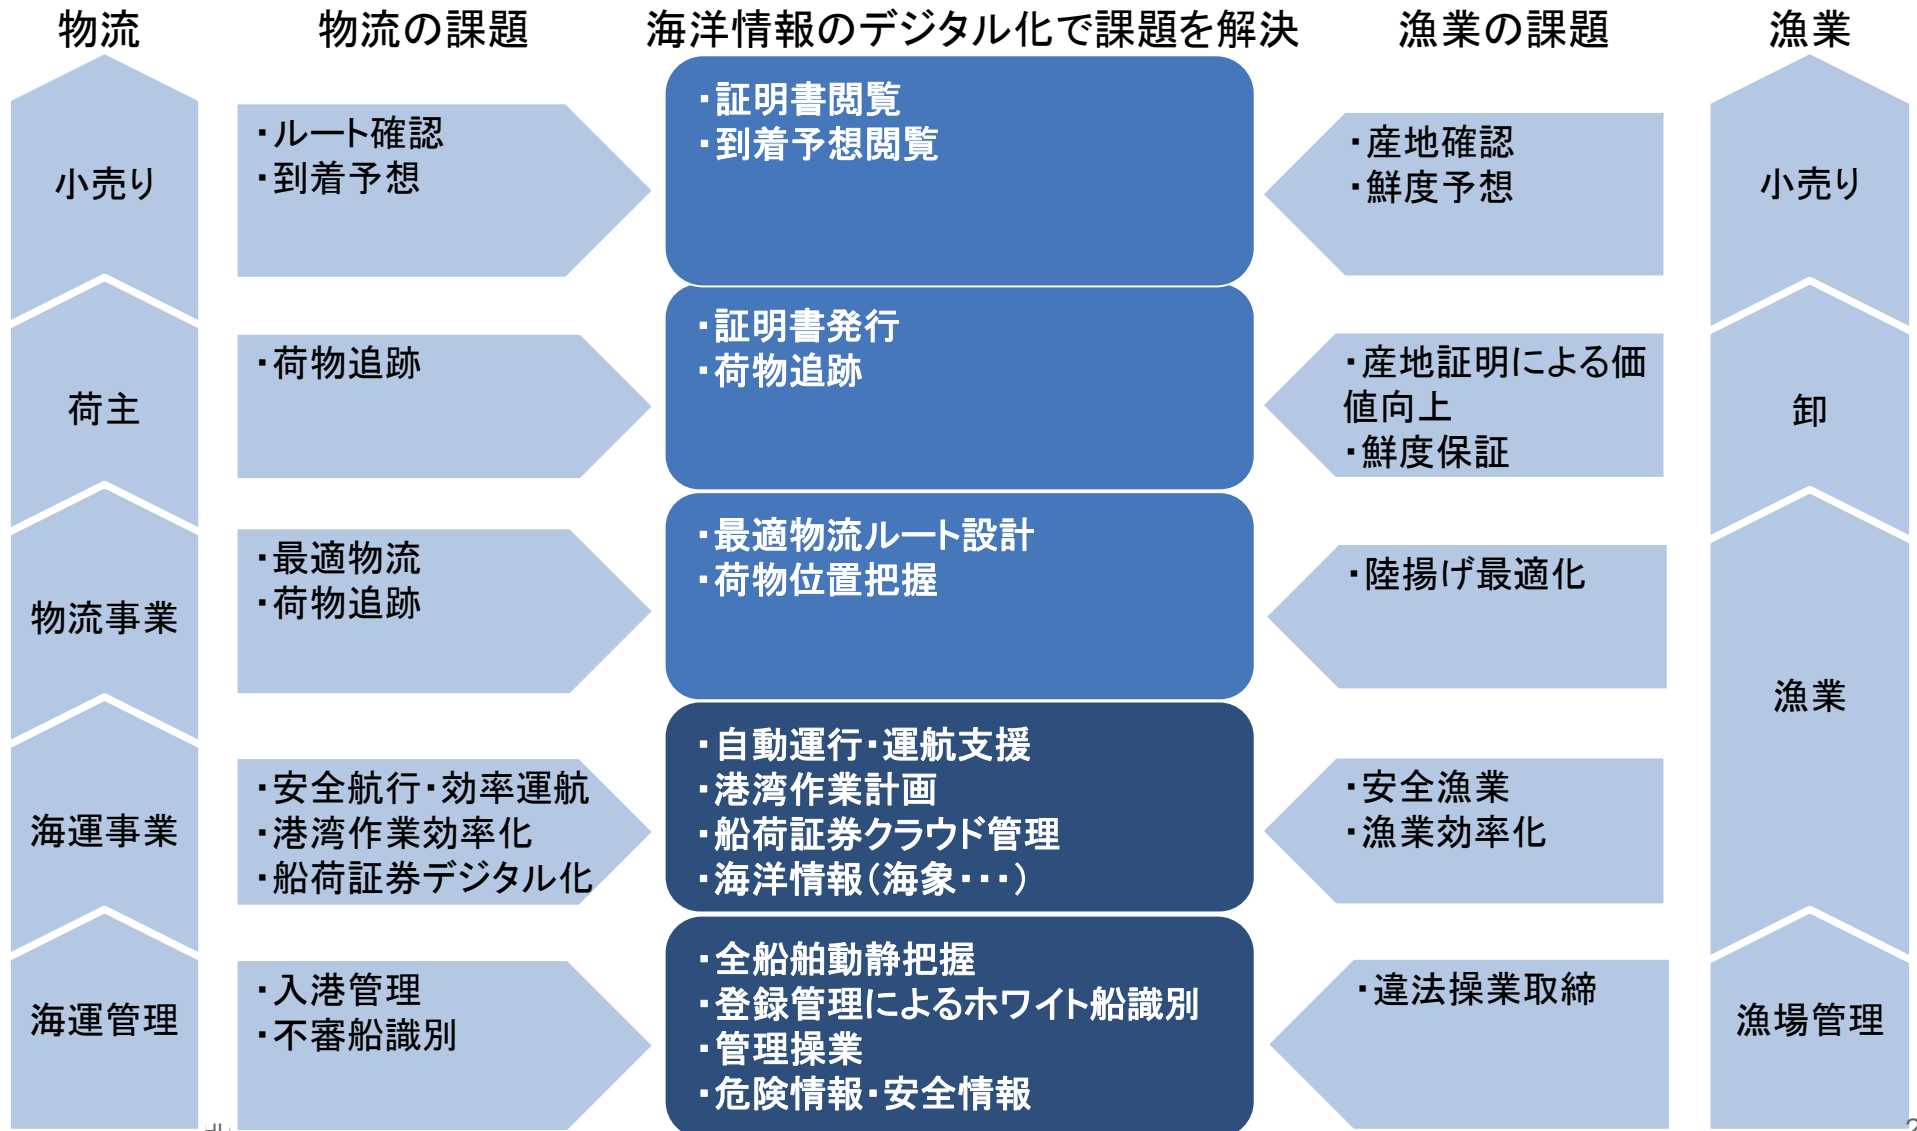 物流
物流の課題
海洋情報のデジタル化で課題を解決
漁業の課題
漁業
小売り
・ルート確認
・到着予想
・証明書閲覧
・到着予想閲覧
・産地確認
・鮮度予想
小売り
荷主
・荷物追跡
・証明書発行
・荷物追跡
・産地証明による価
値向上
・鮮度保証
卸
物流事業
・最適物流
・荷物追跡
・最適物流ルート設計
・荷物位置把握
・陸揚げ最適化
漁業
海運事業
・安全航行・効率運航
・港湾作業効率化
・船荷証券デジタル化
・自動運行・運航支援
・港湾作業計画
・船荷証券クラウド管理
・海洋情報(海象・・・)
・安全漁業
・漁業効率化
海運管理
・入港管理
・不審船識別
・全船舶動静把握
・登録管理によるホワイト船識別
・管理操業
・危険情報・安全情報
・違法操業取締
漁場管理